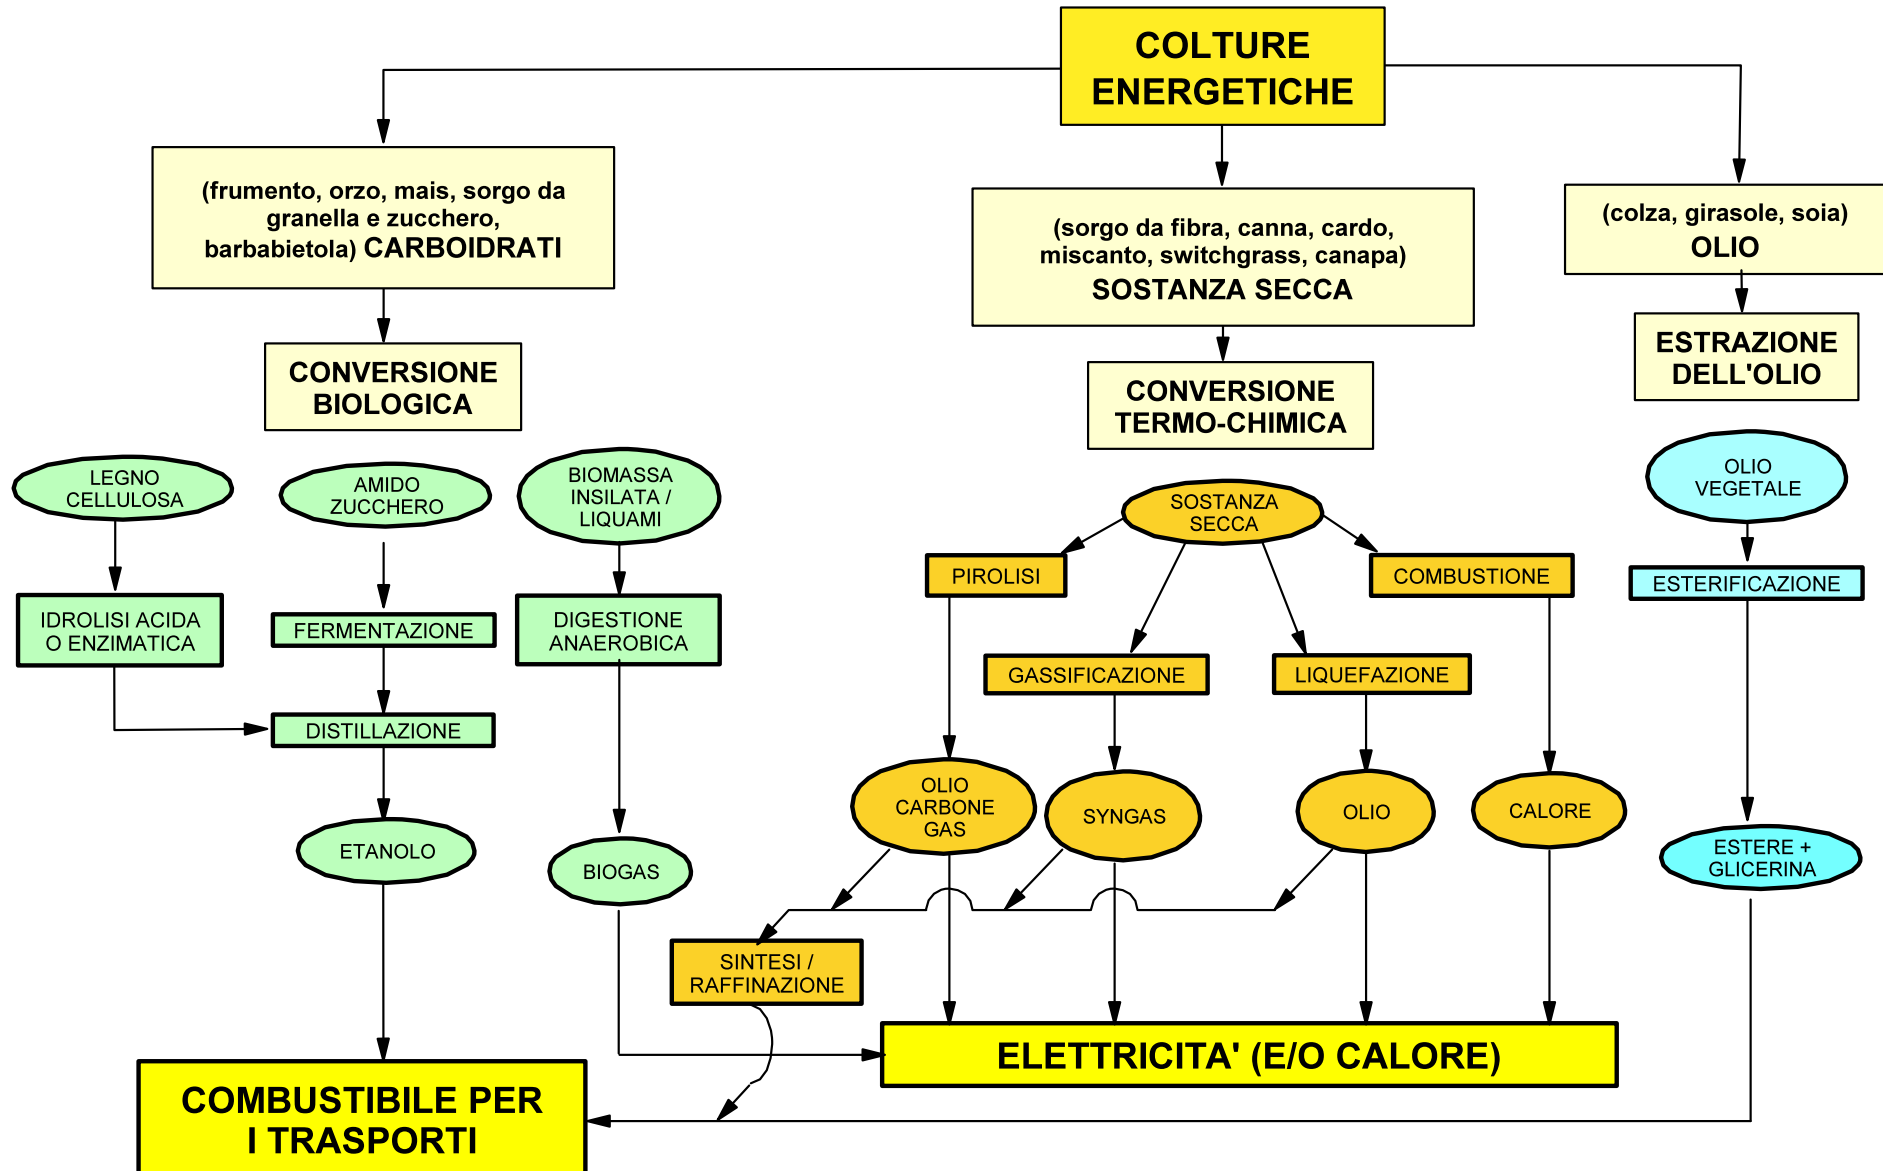 COLTURE
ENERGETICHE
(frumento, orzo, mais, sorgo da
granella e zucchero,
barbabietola) CARBOIDRATI
(sorgo da fibra, canna, cardo,
miscanto, switchgrass, canapa)
SOSTANZA SECCA
(colza, girasole, soia)
OLIO
CONVERSIONE
BIOLOGICA
CONVERSIONE
TERMO-CHIMICA
ESTRAZIONE
DELL'OLIO
LEGNO
CELLULOSA
AMIDO
ZUCCHERO
BIOMASSA
INSILATA /
LIQUAMI
SOSTANZA
SECCA
OLIO
VEGETALE
PIROLISI
COMBUSTIONE
ESTERIFICAZIONE
IDROLISI ACIDA
O ENZIMATICA
FERMENTAZIONE
DIGESTIONE
ANAEROBICA
GASSIFICAZIONE
LIQUEFAZIONE
DISTILLAZIONE
OLIO
CARBONE
GAS
SYNGAS
OLIO
CALORE
ETANOLO
BIOGAS
ESTERE +
GLICERINA
SINTESI /
RAFFINAZIONE
ELETTRICITA' (E/O CALORE)
COMBUSTIBILE PER
I TRASPORTI